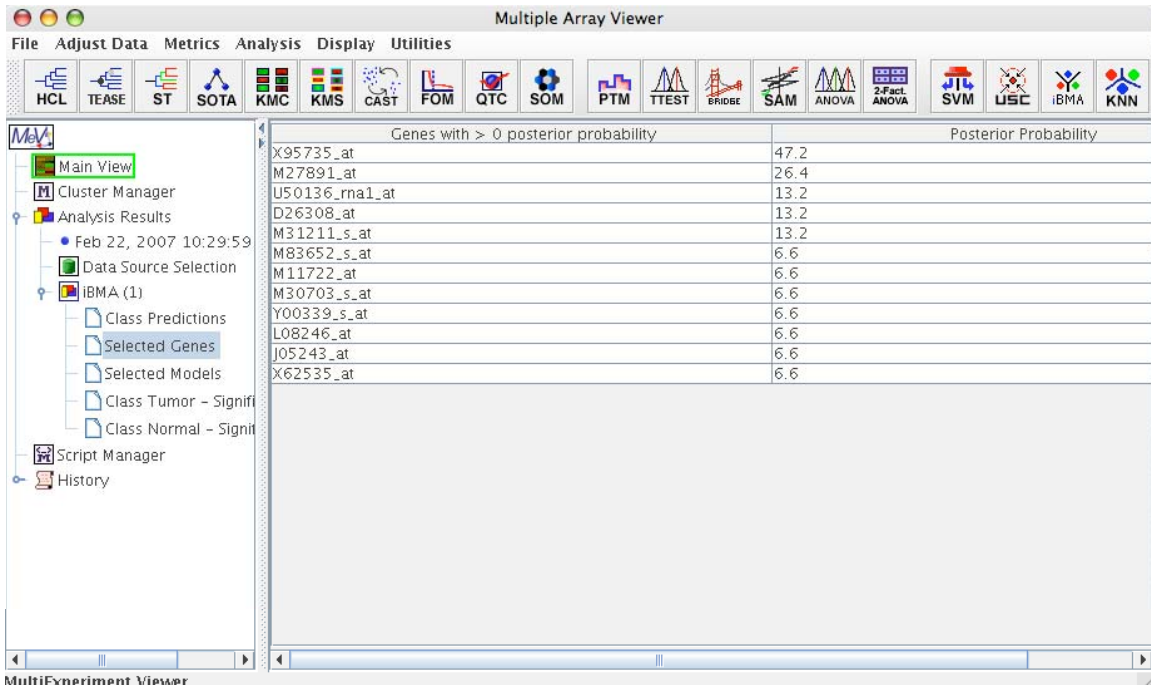 Multiple Array Viewer
File Adjust Data Metrics Analysis Display Utilities
HCL TEASE ST SOTA KMC KMS CAST FOM QTC SOM PTM TTEST BRIDGE SAM ANOVA 2-Fact. ANOVA SVM USC iBMA KNN
MeV
Main View
Cluster Manager
Analysis Results
Feb 22, 2007 10:29:59
Data Source Selection
iBMA (1)
Class Predictions
Selected Genes
Selected Models
Class Tumor - Signifi
Class Normal - Signif
Script Manager
History
Genes with > 0 posterior probability Posterior Probability
X95735_at 47.2
M27891_at 26.4
U50136_rna1_at 13.2
D26308_at 13.2
M31211_s_at 13.2
M83652_s_at 6.6
M11722_at 6.6
M30703_s_at 6.6
Y00339_s_at 6.6
L08246_at 6.6
J05243_at 6.6
X62535_at 6.6
MultiExperiment Viewer